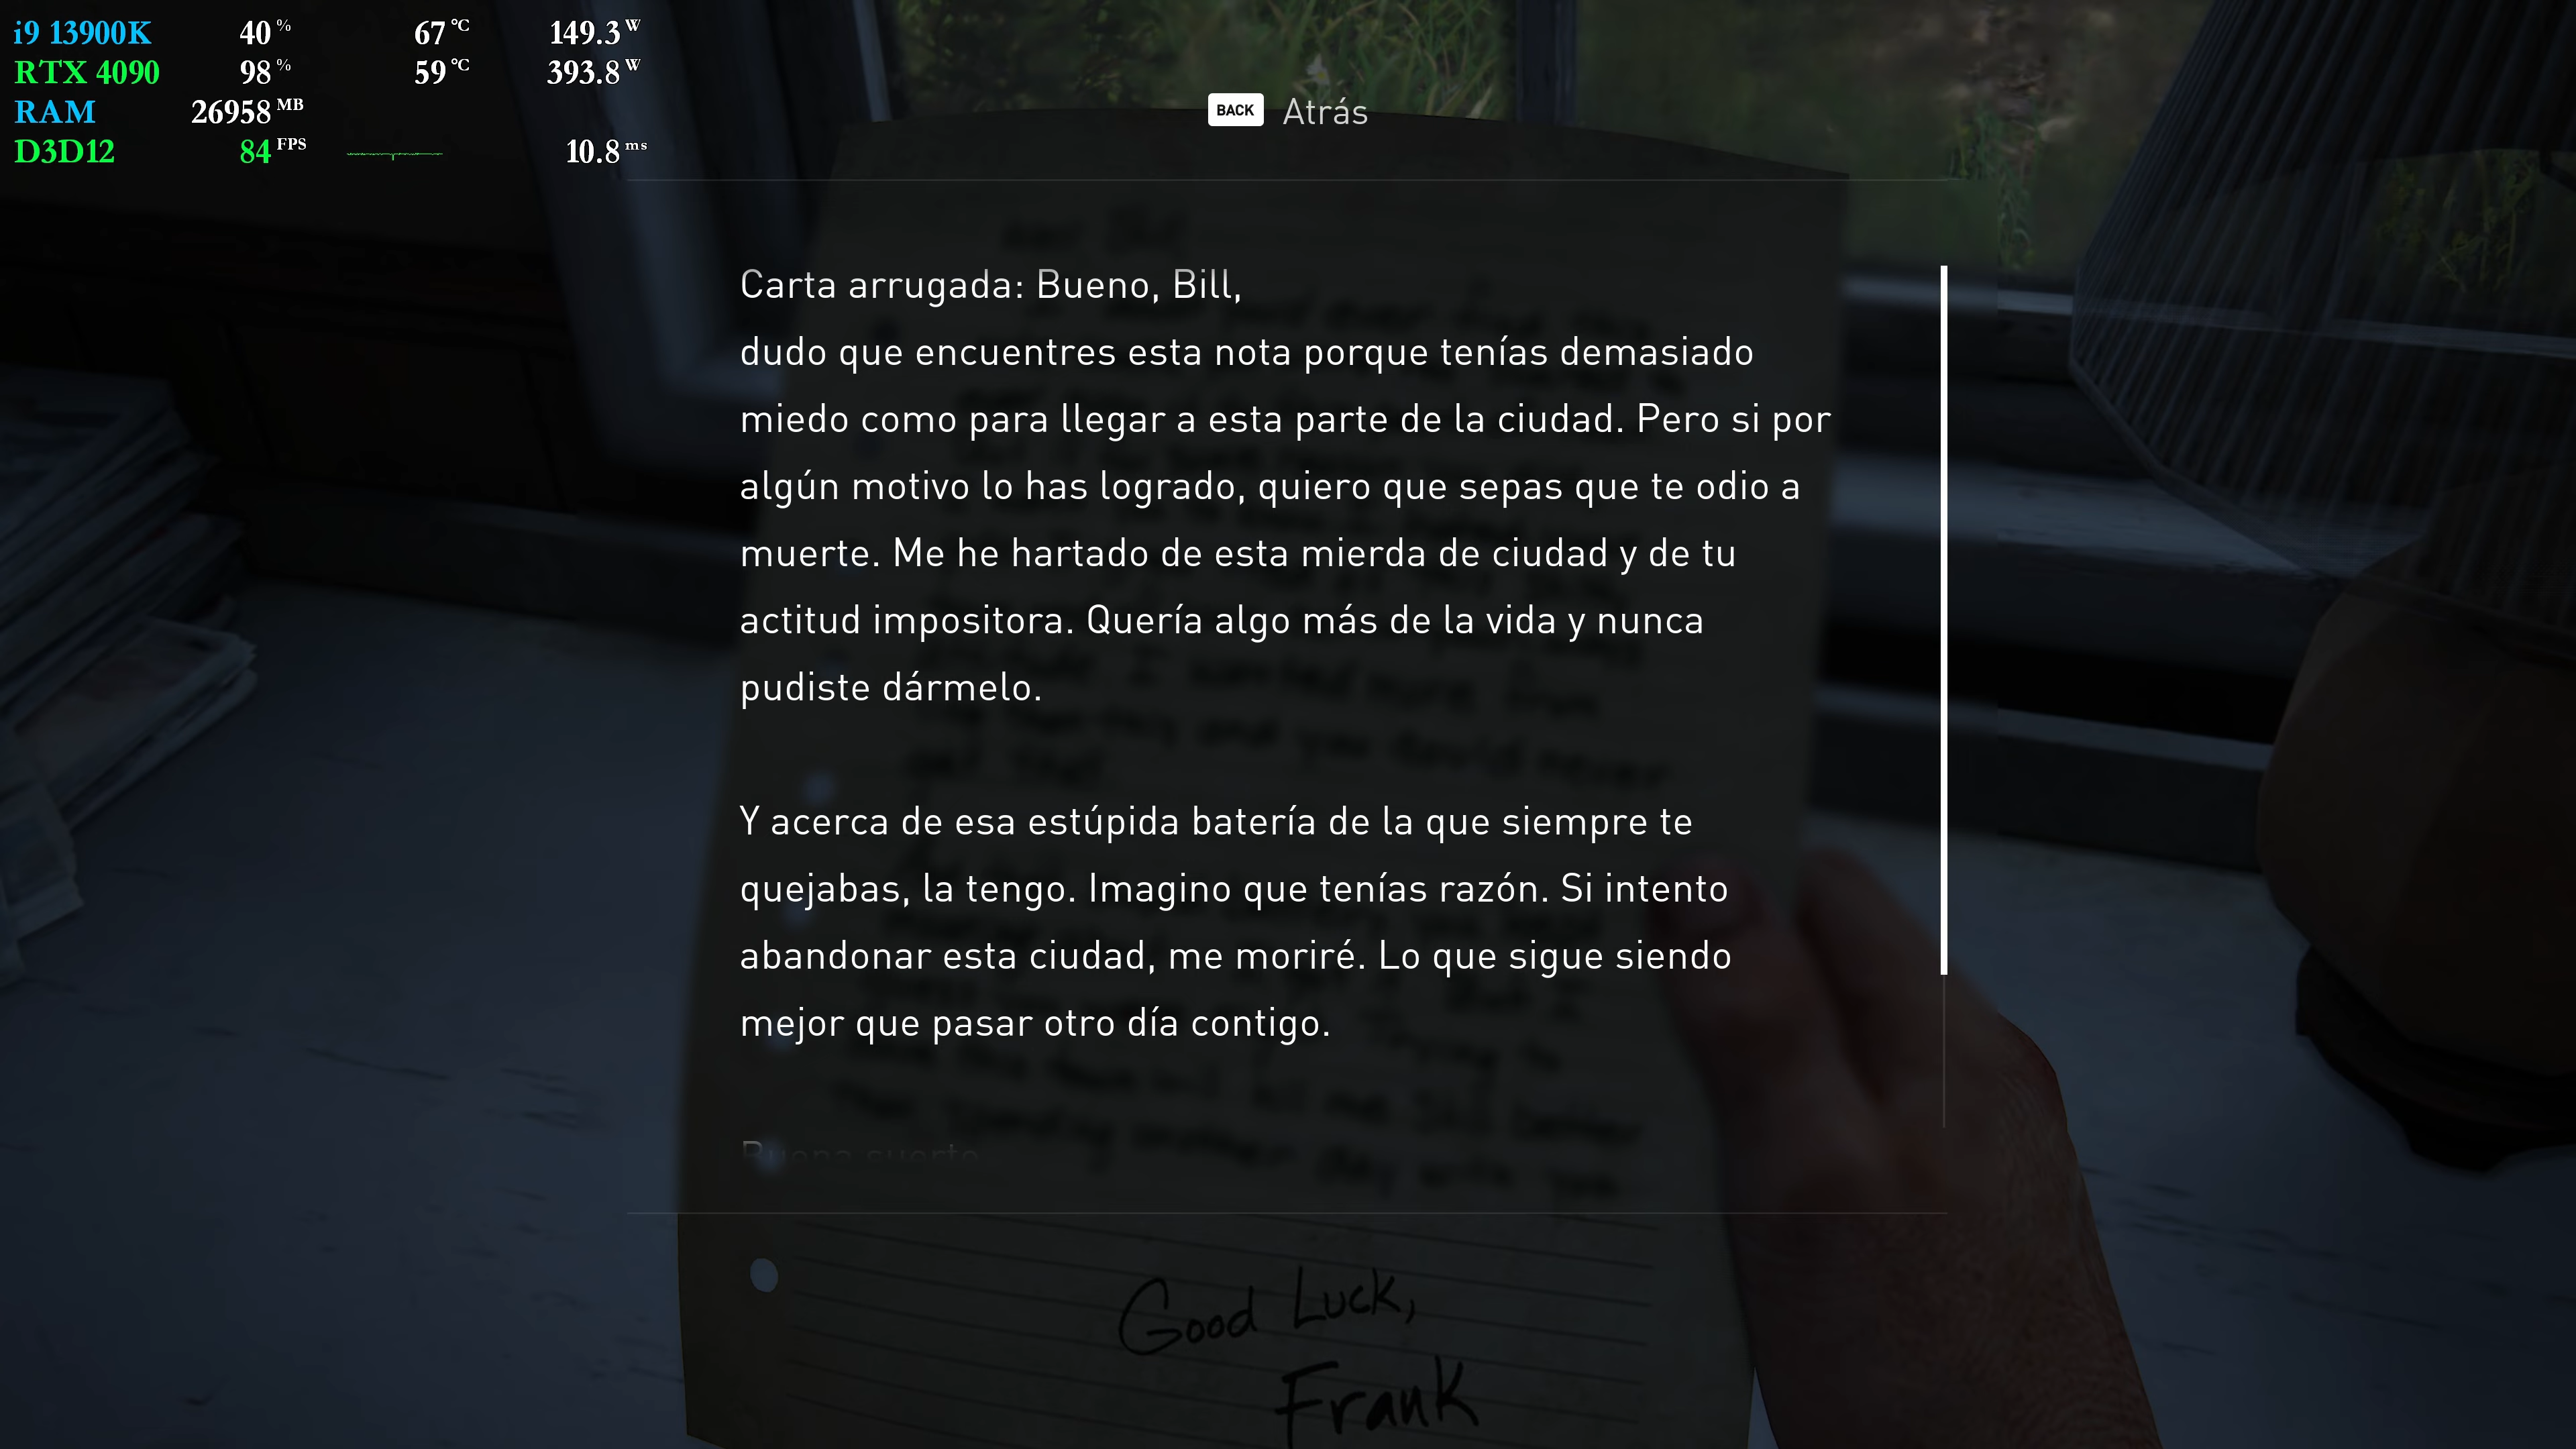 i9 13900K 40 % 67 °C 149.3 W
RTX 4090 98 % 59 °C 393.8 W
RAM 26958 MB
D3D12 84 FPS 10.8 ms
BACK Atrás
Carta arrugada: Bueno, Bill,
dudo que encuentres esta nota porque tenías demasiado
miedo como para llegar a esta parte de la ciudad. Pero si por
algún motivo lo has logrado, quiero que sepas que te odio a
muerte. Me he hartado de esta mierda de ciudad y de tu
actitud impositora. Quería algo más de la vida y nunca
pudiste dármelo.
Y acerca de esa estúpida batería de la que siempre te
quejabas, la tengo. Imagino que tenías razón. Si intento
abandonar esta ciudad, me moriré. Lo que sigue siendo
mejor que pasar otro día contigo.
Buena suerte
Good Luck,
Frank